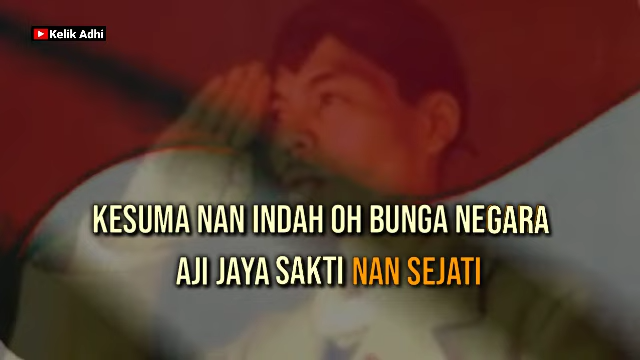 Kelik Adhi
KESUMA NAN INDAH OH BUNGA NEGARA
AJI JAYA SAKTI NAN SEJATI